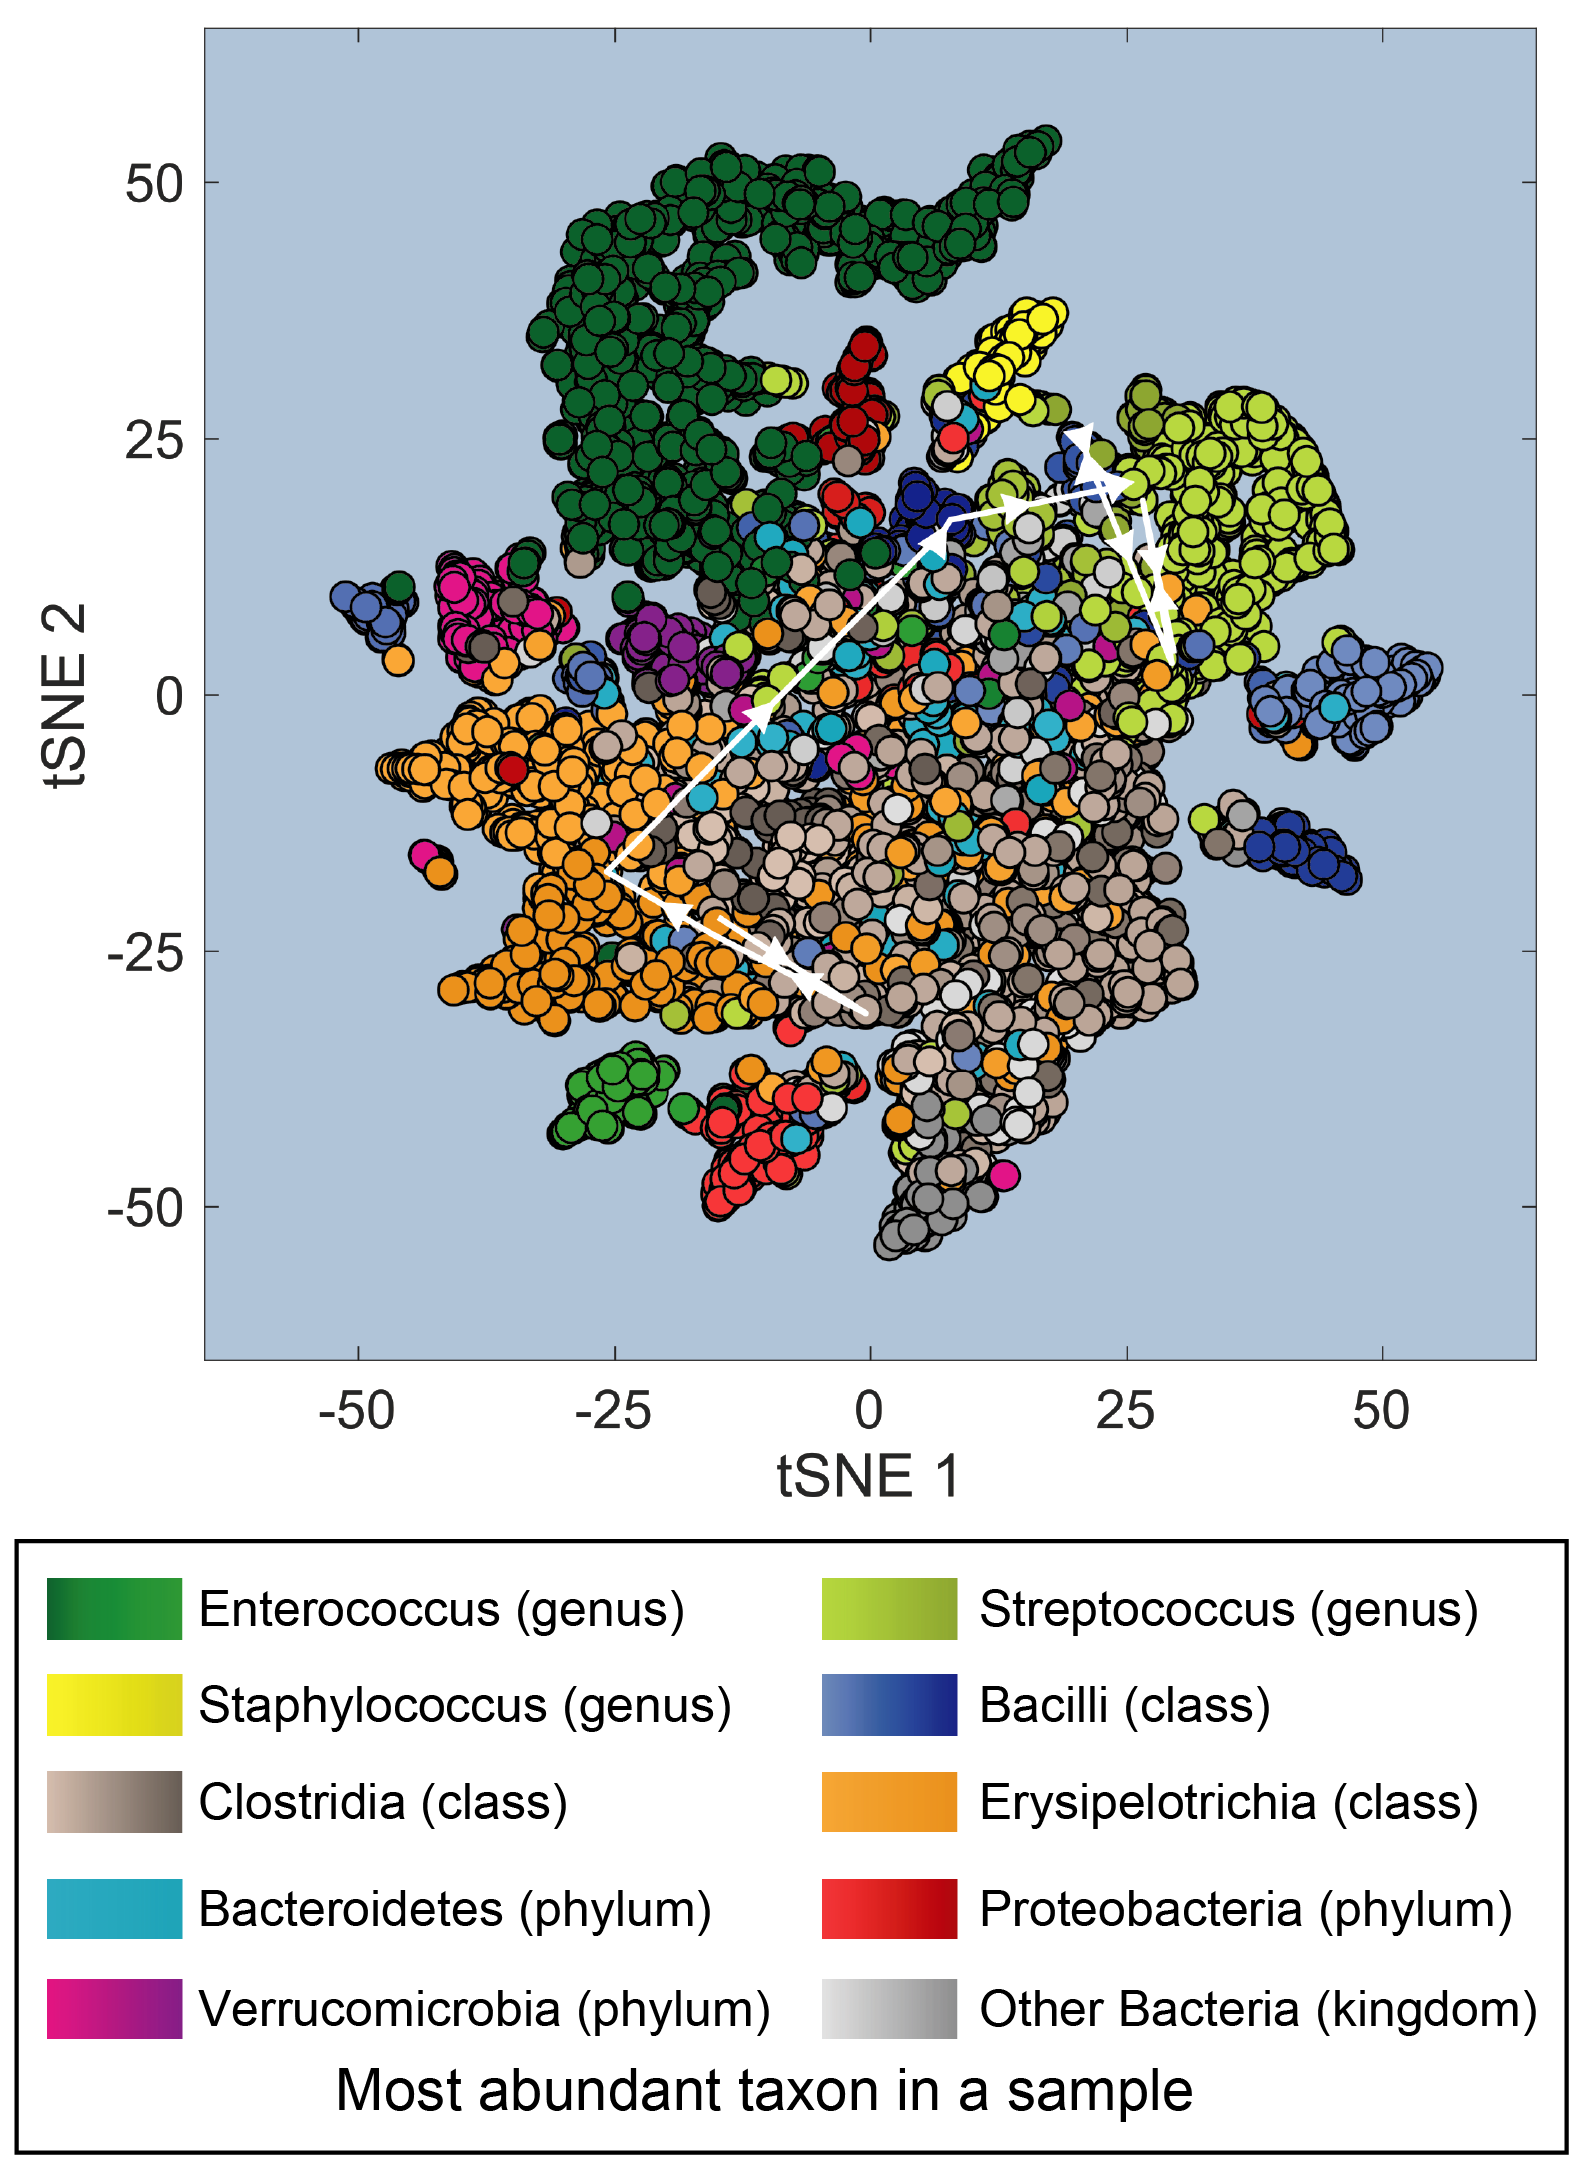 50
25
0
-25
-50
tSNE 2
-50 -25 0 25 50
tSNE 1
Enterococcus (genus)
Streptococcus (genus)
Staphylococcus (genus)
Bacilli (class)
Clostridia (class)
Erysipelotrichia (class)
Bacteroidetes (phylum)
Proteobacteria (phylum)
Verrucomicrobia (phylum)
Other Bacteria (kingdom)
Most abundant taxon in a sample